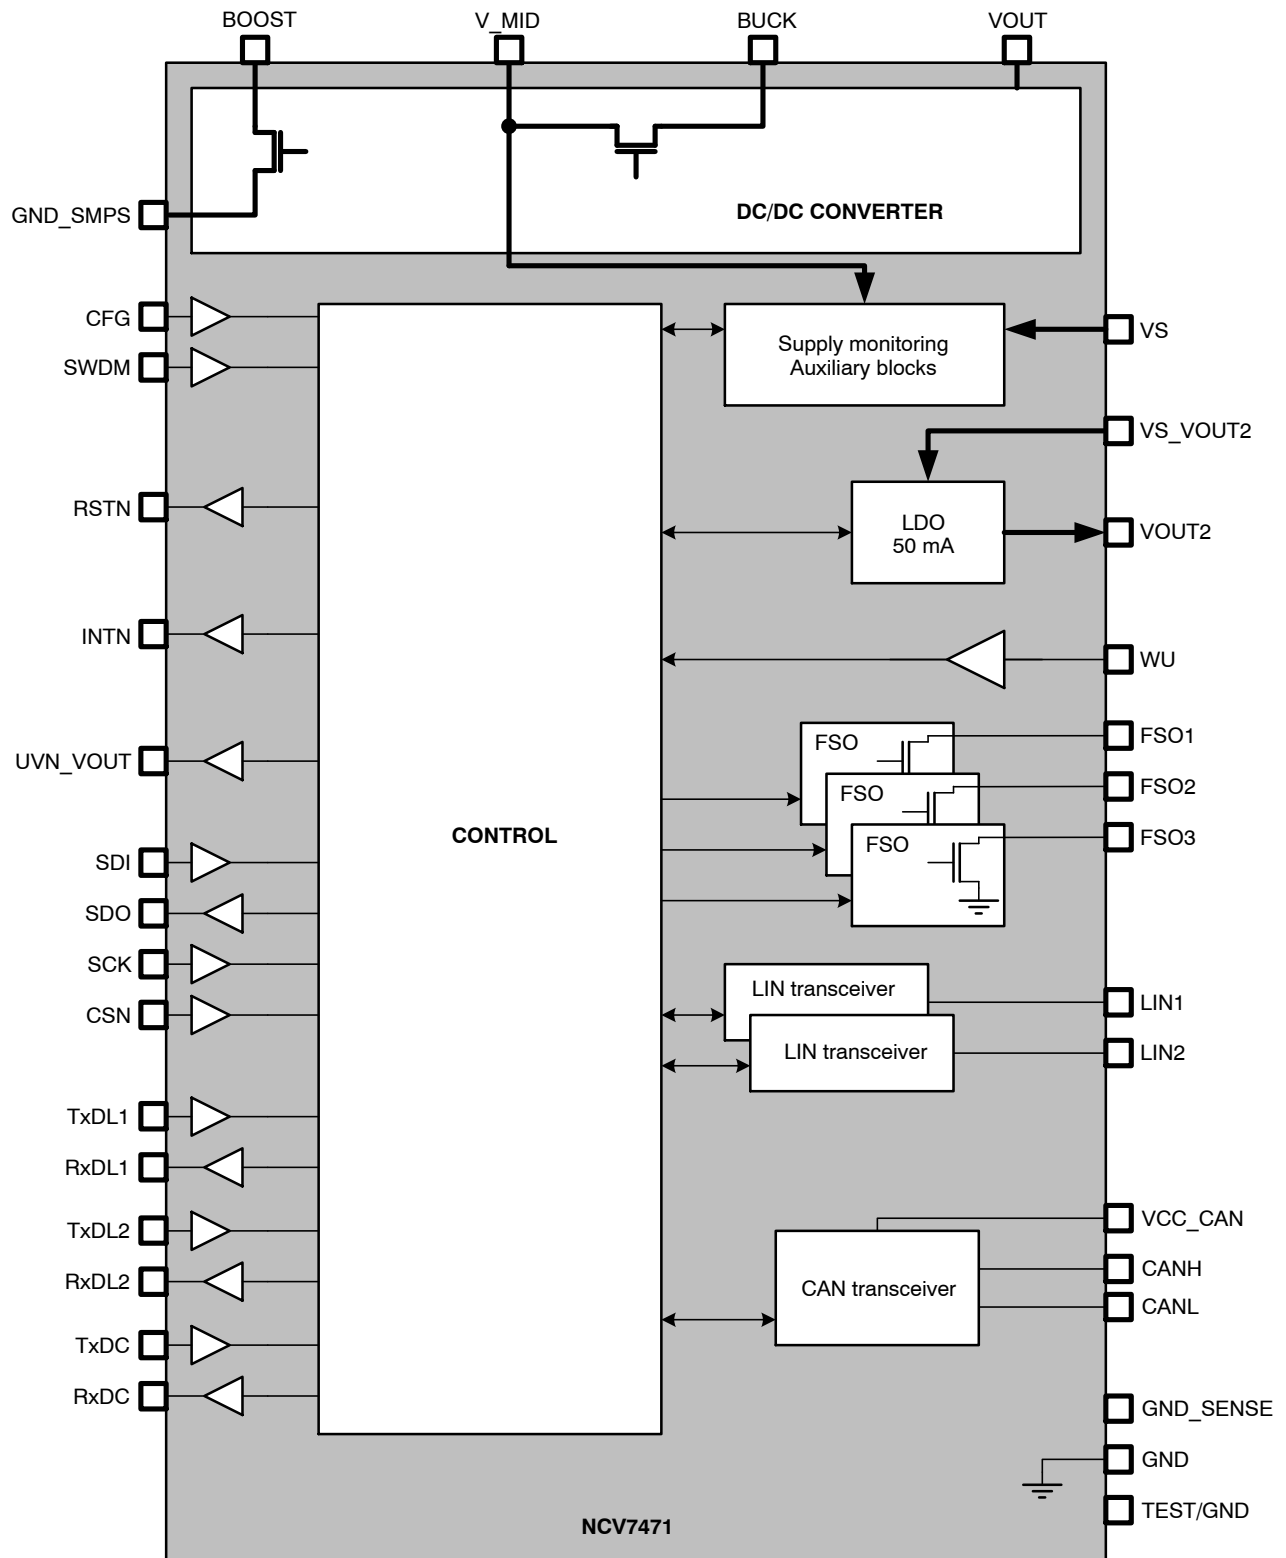 BOOST
V_MID
BUCK
VOUT
GND_SMPS
DC/DC CONVERTER
CFG
SWDM
Supply monitoring
Auxiliary blocks
VS
VS_VOUT2
RSTN
LDO
50 mA
VOUT2
INTN
WU
UVN_VOUT
FSO
FSO1
FSO
FSO2
FSO
FSO3
CONTROL
SDI
SDO
SCK
CSN
LIN transceiver
LIN1
LIN transceiver
LIN2
TxDL1
RxDL1
TxDL2
RxDL2
TxDC
RxDC
VCC_CAN
CAN transceiver
CANH
CANL
GND_SENSE
GND
TEST/GND
NCV7471